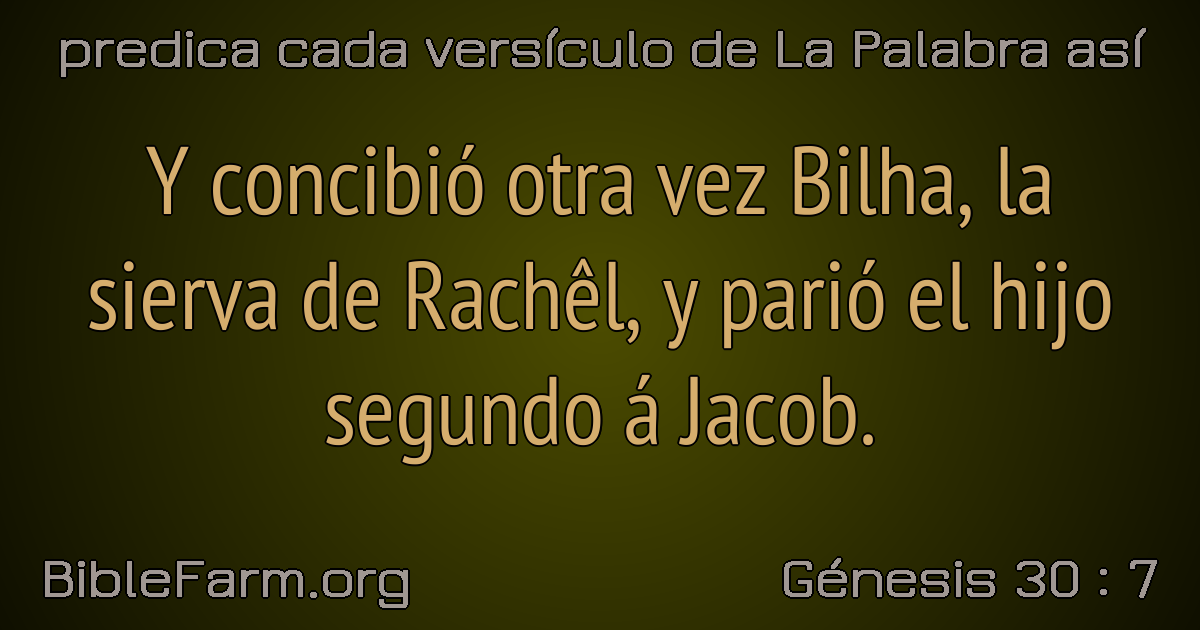 predica cada versículo de La Palabra así
Y concibió otra vez Bilha, la
sierva de Rachêl, y parió el hijo
segundo á Jacob.
BibleFarm.org
Génesis 30 : 7